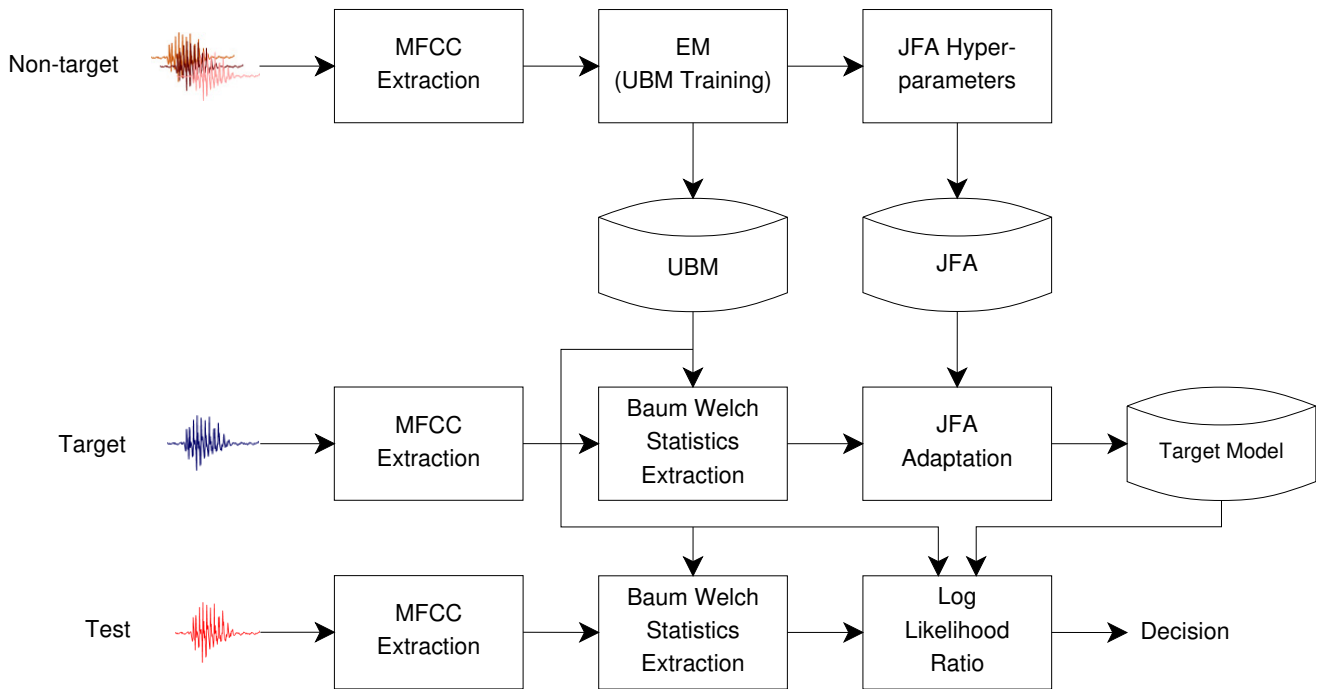 Non-target
MFCC
Extraction
EM
(UBM Training)
JFA Hyper-
parameters
UBM
JFA
Target
MFCC
Extraction
Baum Welch
Statistics
Extraction
JFA
Adaptation
Target Model
Test
MFCC
Extraction
Baum Welch
Statistics
Extraction
Log
Likelihood
Ratio
Decision